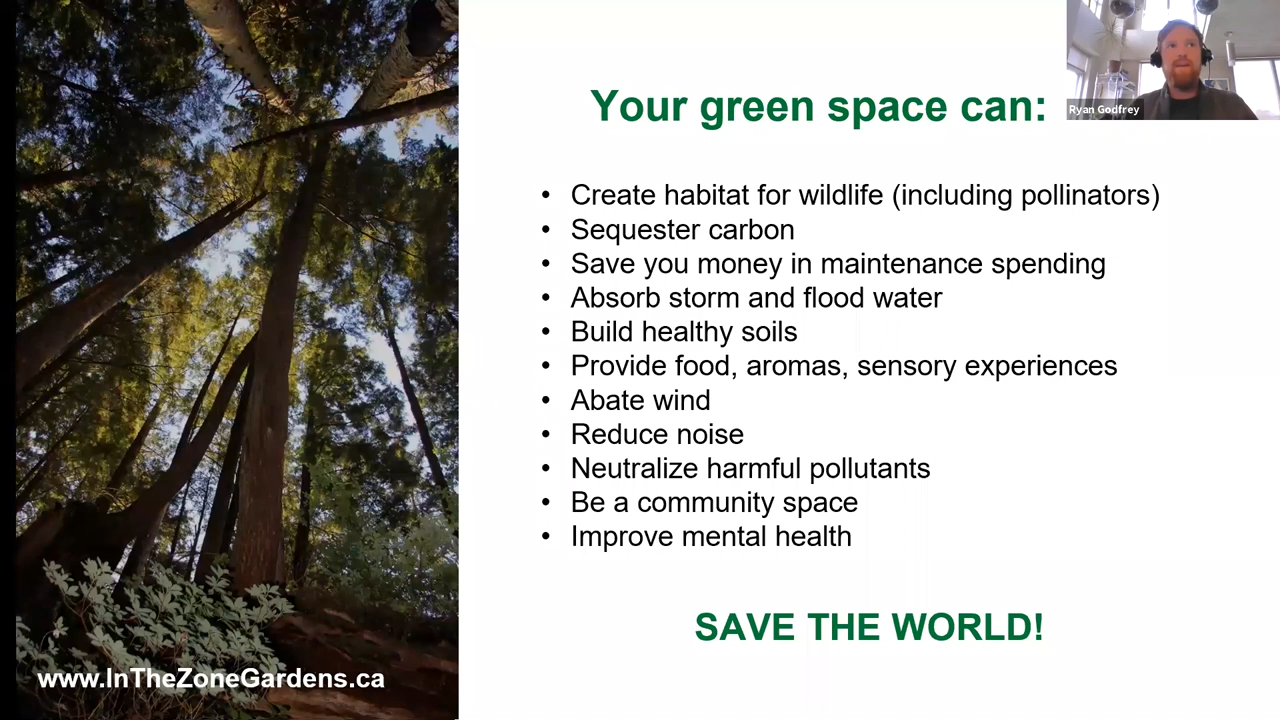 Your green space can:
Ryan Godfrey
• Create habitat for wildlife (including pollinators)
• Sequester carbon
• Save you money in maintenance spending
• Absorb storm and flood water
• Build healthy soils
• Provide food, aromas, sensory experiences
• Abate wind
• Reduce noise
• Neutralize harmful pollutants
• Be a community space
• Improve mental health
SAVE THE WORLD!
www.InTheZoneGardens.ca